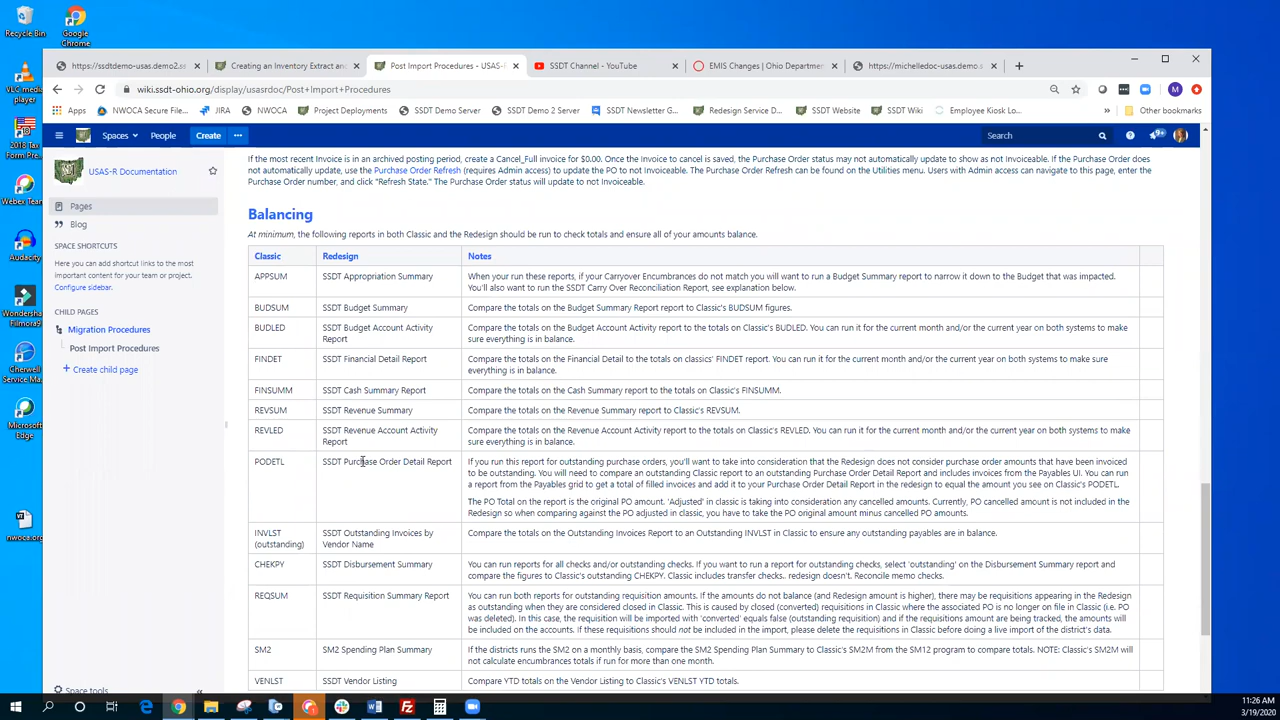 Recycle Bin
Google
Chrome
VLC media
player
2018 Tax
Form Pre...
Webex Team...
Audacity
Wondersha...
Filmora9
Cherwell
Service Ma...
Microsoft
Edge
nwoca.org
https://ssdtdemo-usas.demo2.ss
Creating an Inventory Extract and
Post Import Procedures - USAS-R
SSDT Channel - YouTube
EMIS Changes | Ohio Departmen
https://michelledoc-usas.demo.ss
wiki.ssdt-ohio.org/display/usasrdoc/Post+Import+Procedures
Apps
NWOCA Secure File...
JIRA
NWOCA
Project Deployments
SSDT Demo Server
SSDT Demo 2 Server
SSDT Newsletter G...
Redesign Service D...
SSDT Website
SSDT Wiki
Employee Kiosk Lo...
»
Other bookmarks
Spaces
People
Create
Search
9+
USAS-R Documentation
Pages
Blog
SPACE SHORTCUTS
Here you can add shortcut links to the most
important content for your team or project.
Configure sidebar.
CHILD PAGES
Migration Procedures
Post Import Procedures
+ Create child page
Space tools
If the most recent Invoice is in an archived posting period, create a Cancel_Full invoice for $0.00. Once the Invoice to cancel is saved, the Purchase Order status may not automatically update to show as not Invoiceable. If the Purchase Order does
not automatically update, use the Purchase Order Refresh (requires Admin access) to update the PO to not Invoiceable. The Purchase Order Refresh can be found on the Utilities menu. Users with Admin access can navigate to this page, enter the
Purchase Order number, and click "Refresh State." The Purchase Order status will update to not Invoiceable.
Balancing
At minimum, the following reports in both Classic and the Redesign should be run to check totals and ensure all of your amounts balance.
Classic Redesign Notes
APPSUM SSDT Appropriation Summary When your run these reports, if your Carryover Encumbrances do not match you will want to run a Budget Summary report to narrow it down to the Budget that was impacted.
You'll also want to run the SSDT Carry Over Reconciliation Report, see explanation below.
BUDSUM SSDT Budget Summary Compare the totals on the Budget Summary Report report to Classic's BUDSUM figures.
BUDLED SSDT Budget Account Activity Compare the totals on the Budget Account Activity report to the totals on Classic's BUDLED. You can run it for the current month and/or the current year on both systems to make
Report sure everything is in balance.
FINDET SSDT Financial Detail Report Compare the totals on the Financial Detail to the totals on classics' FINDET report. You can run it for the current month and/or the current year on both systems to make sure
everything is in balance.
FINSUMM SSDT Cash Summary Report Compare the totals on the Cash Summary report to the totals on Classic's FINSUMM.
REVSUM SSDT Revenue Summary Compare the totals on the Revenue Summary report to Classic's REVSUM.
REVLED SSDT Revenue Account Activity Compare the totals on the Revenue Account Activity report to the totals on Classic's REVLED. You can run it for the current month and/or the current year on both systems to make
Report sure everything is in balance.
PODETL SSDT Purchase Order Detail Report If you run this report for outstanding purchase orders, you'll want to take into consideration that the Redesign does not consider purchase order amounts that have been invoiced
to be outstanding. You will need to compare an outstanding Classic report to an outstanding Purchase Order Detail Report and includes invoices from the Payables UI. You can run
a report from the Payables grid to get a total of filled invoices and add it to your Purchase Order Detail Report in the redesign to equal the amount you see on Classic's PODETL.
The PO Total on the report is the original PO amount. 'Adjusted' in classic is taking into consideration any cancelled amounts. Currently, PO cancelled amount is not included in the
Redesign so when comparing against the PO adjusted in classic, you have to take the PO original amount minus cancelled PO amounts.
INVLST SSDT Outstanding Invoices by Compare the totals on the Outstanding Invoices Report to an Outstanding INVLST in Classic to ensure any outstanding payables are in balance.
(outstanding) Vendor Name
CHEKPY SSDT Disbursement Summary You can run reports for all checks and/or outstanding checks. If you want to run a report for outstanding checks, select 'outstanding' on the Disbursement Summary report and
compare the figures to Classic's outstanding CHEKPY. Classic includes transfer checks.. redesign doesn't. Reconcile memo checks.
REQSUM SSDT Requisition Summary Report You can run both reports for outstanding requisition amounts. If the amounts do not balance (and Redesign amount is higher), there may be requisitions appearing in the Redesign
as outstanding when they are considered closed in Classic. This is caused by closed (converted) requisitions in Classic where the associated PO is no longer on file in Classic (i.e. PO
was deleted). In this case, the requisition will be imported with 'converted' equals false (outstanding requisition) and if the requisitions amount are being tracked, the amounts will
be included on the accounts. If these requisitions should not be included in the import, please delete the requisitions in Classic before doing a live import of the district's data.
SM2 SM2 Spending Plan Summary If the districts runs the SM2 on a monthly basis, compare the SM2 Spending Plan Summary to Classic's SM2M from the SM12 program to compare totals. NOTE: Classic's SM2M will
not calculate encumbrances totals if run for more than one month.
VENLST SSDT Vendor Listing Compare YTD totals on the Vendor Listing to Classic's VENLST YTD totals.
11:26 AM
3/19/2020